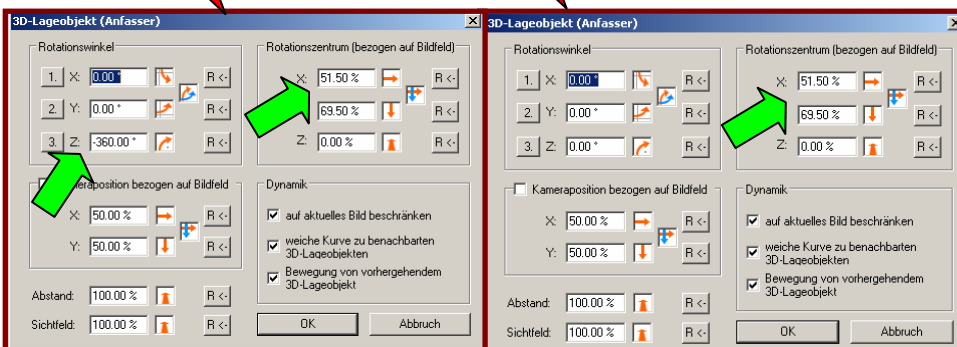 3D-Lageobjekt (Anfasser)
Rotationswinkel
1. X: 0.00 ° R <-
2. Y: 0.00 ° R <-
3. Z: -360.00 ° R <-
Rotationszentrum (bezogen auf Bildfeld)
X: 51.50 % R <-
69.50 % R <-
Z: 0.00 % R <-
Kameraposition bezogen auf Bildfeld
X: 50.00 % R <-
Y: 50.00 % R <-
Dynamik
auf aktuelles Bild beschränken
weiche Kurve zu benachbarten
3D-Lageobjekten
Bewegung von vorhergehendem
3D-Lageobjekt
Abstand: 100.00 % R <-
Sichtfeld: 100.00 % R <-
OK Abbruch
3D-Lageobjekt (Anfasser)
Rotationswinkel
1. X: 0.00 ° R <-
2. Y: 0.00 ° R <-
3. Z: 0.00 ° R <-
Rotationszentrum (bezogen auf Bildfeld)
X: 51.50 % R <-
69.50 % R <-
Z: 0.00 % R <-
Kameraposition bezogen auf Bildfeld
X: 50.00 % R <-
Y: 50.00 % R <-
Dynamik
auf aktuelles Bild beschränken
weiche Kurve zu benachbarten
3D-Lageobjekten
Bewegung von vorhergehendem
3D-Lageobjekt
Abstand: 100.00 % R <-
Sichtfeld: 100.00 % R <-
OK Abbruch